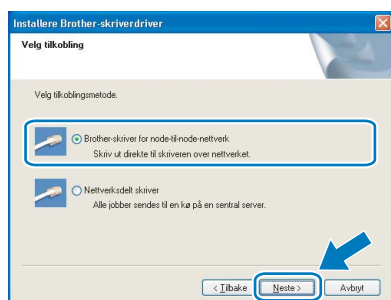 Installere Brother-skriverdriver
Velg tilkobling
Velg tilkoblingsmetode.
Brother-skriver for node-til-node-nettverk
Skriv ut direkte til skriveren over nettverket.
Nettverksdelt skriver
Alle jobber sendes til en kø på en sentral server.
< Tilbake
Neste >
Avbryt